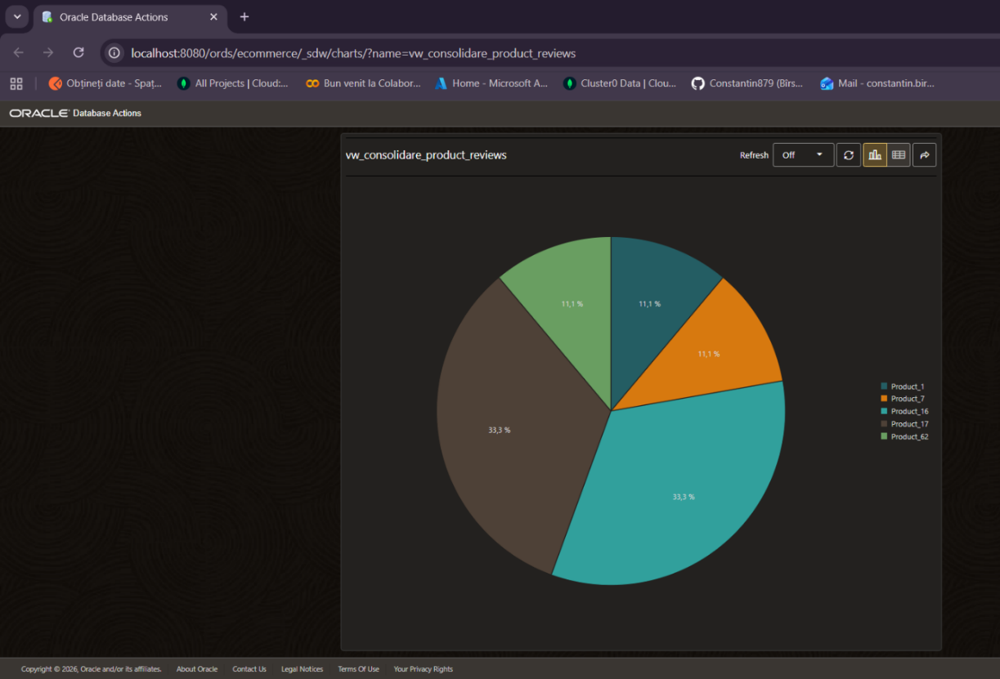 Oracle Database Actions
localhost:8080/ords/ecommerce/_sdw/charts/?name=vw_consolidare_product_reviews
Obțineți date - Spaț... All Projects | Cloud:... Bun venit la Colabor... Home - Microsoft A... Cluster0 Data | Clou... Constantin879 (Bîrs... Mail - constantin.bir...
ORACLE Database Actions
vw_consolidare_product_reviews Refresh Off
11,1 % 11,1 %
11,1 %
33,3 %
33,3 %
Product_1
Product_7
Product_16
Product_17
Product_62
Copyright © 2026, Oracle and/or its affiliates. About Oracle Contact Us Legal Notices Terms Of Use Your Privacy Rights